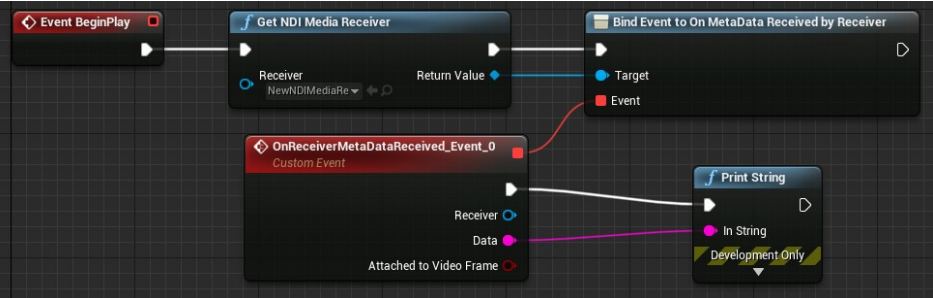 Event BeginPlay
Get NDI Media Receiver
Receiver
NewNDIMediaRe
Return Value
Bind Event to On MetaData Received by Receiver
Target
Event
OnReceiverMetaDataReceived_Event_0
Custom Event
Receiver
Data
Attached to Video Frame
Print String
In String
Development Only